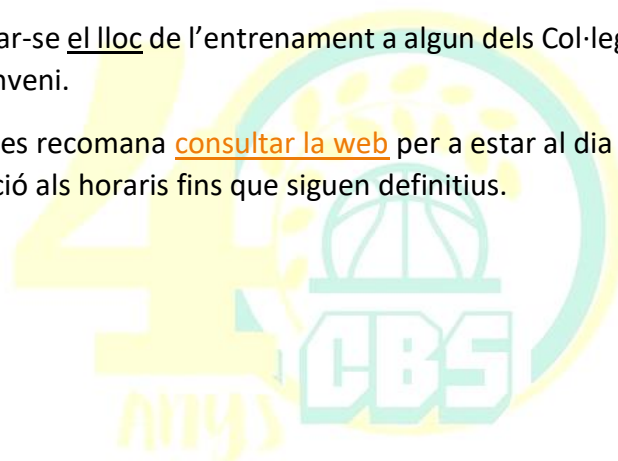 ar-se el lloc de l’entrenament a algun dels Col·leg
nveni.
es recomana consultar la web per a estar al dia
ció als horaris fins que siguen definitius.
4
CBS
anys